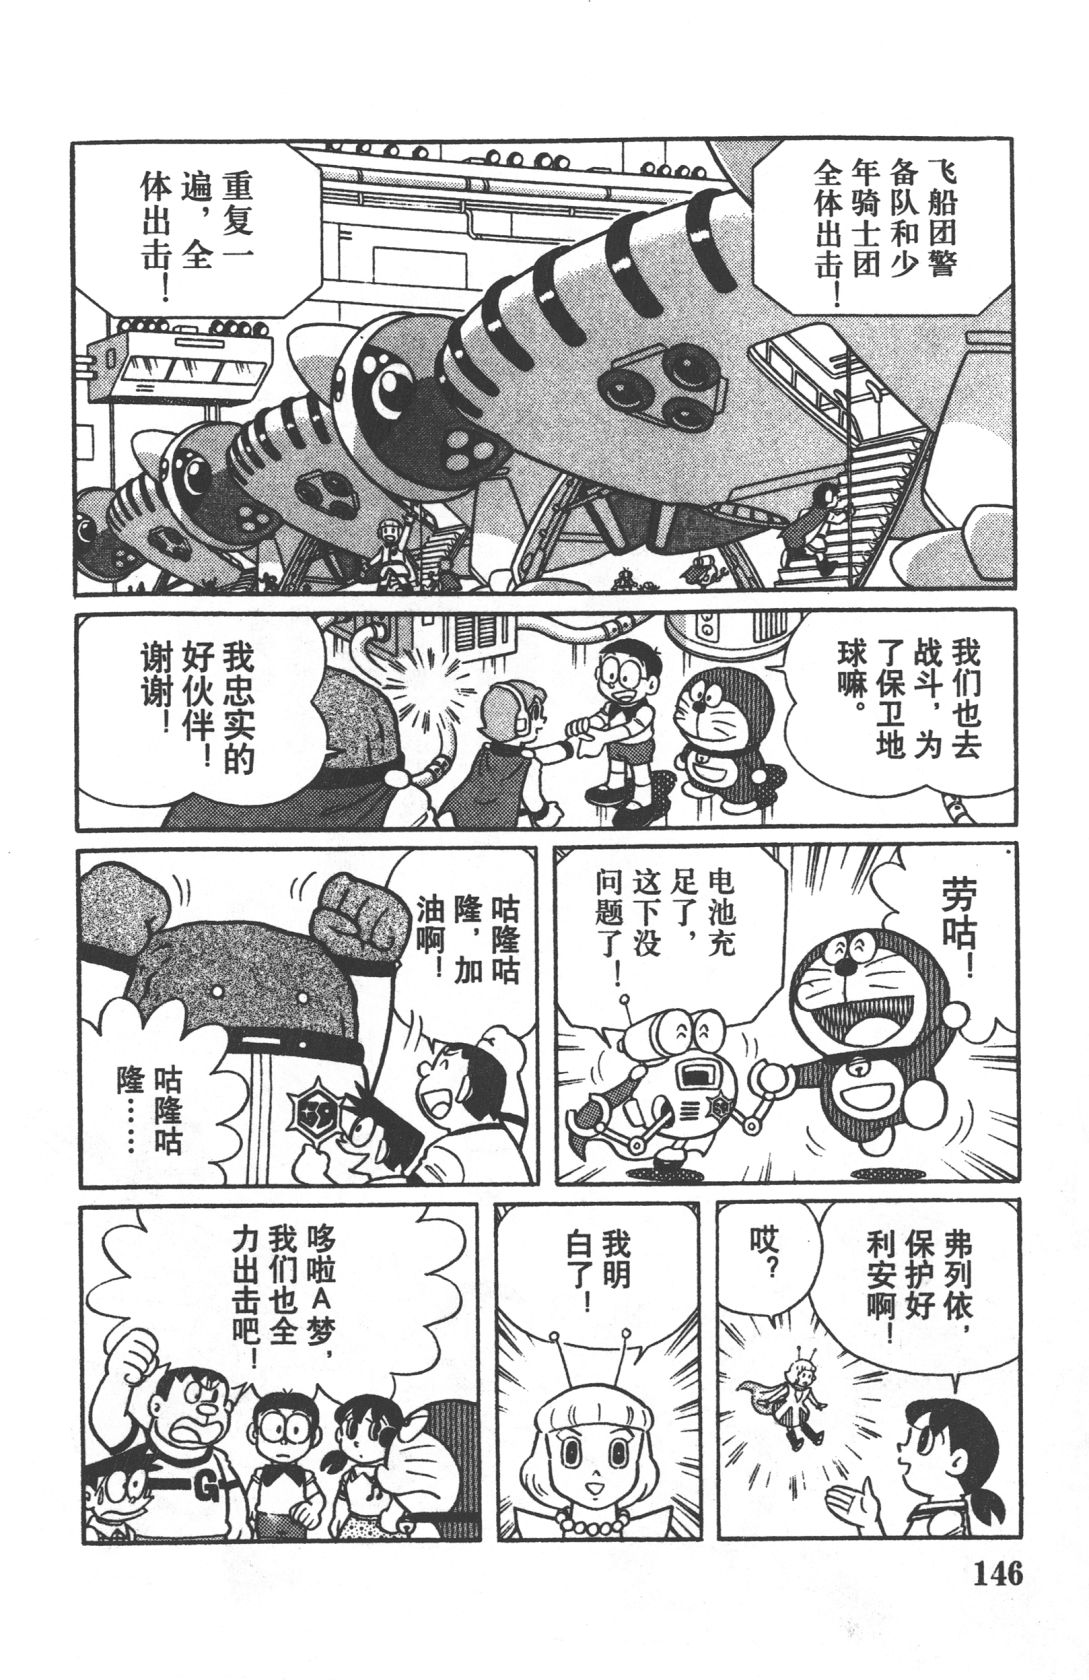 飞船团警
备队和少
年骑士团
全体出击！
重复一
遍，全
体出击！
我们也去
战斗，为
了保卫地
球嘛。
我忠实的
好伙伴！
谢谢！
劳咕！
电池充
足了，
这下没
问题了！
咕隆咕
隆，加
油啊！
咕隆咕
隆……
弗列依，
保护好
利安啊！
哎？
我明
白了！
哆啦A梦，
我们也全
力出击吧！
G
146